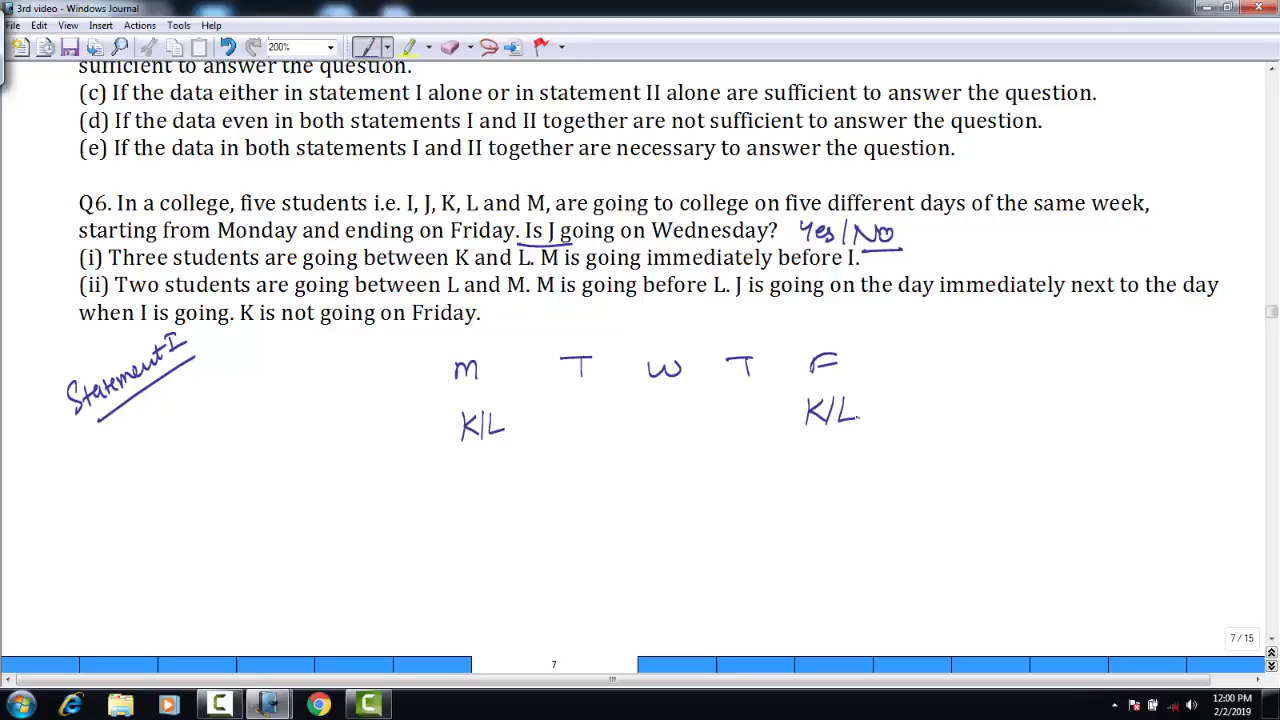 3rd video - Windows Journal
File Edit View Insert Actions Tools Help
200%
sufficient to answer the question.
(c) If the data either in statement I alone or in statement II alone are sufficient to answer the question.
(d) If the data even in both statements I and II together are not sufficient to answer the question.
(e) If the data in both statements I and II together are necessary to answer the question.
Q6. In a college, five students i.e. I, J, K, L and M, are going to college on five different days of the same week,
starting from Monday and ending on Friday. Is J going on Wednesday? Yes/No
(i) Three students are going between K and L. M is going immediately before I.
(ii) Two students are going between L and M. M is going before L. J is going on the day immediately next to the day
when I is going. K is not going on Friday.
Statement I
M T W T F
K/L K/L
7 / 15
7
12:00 PM
2/2/2019